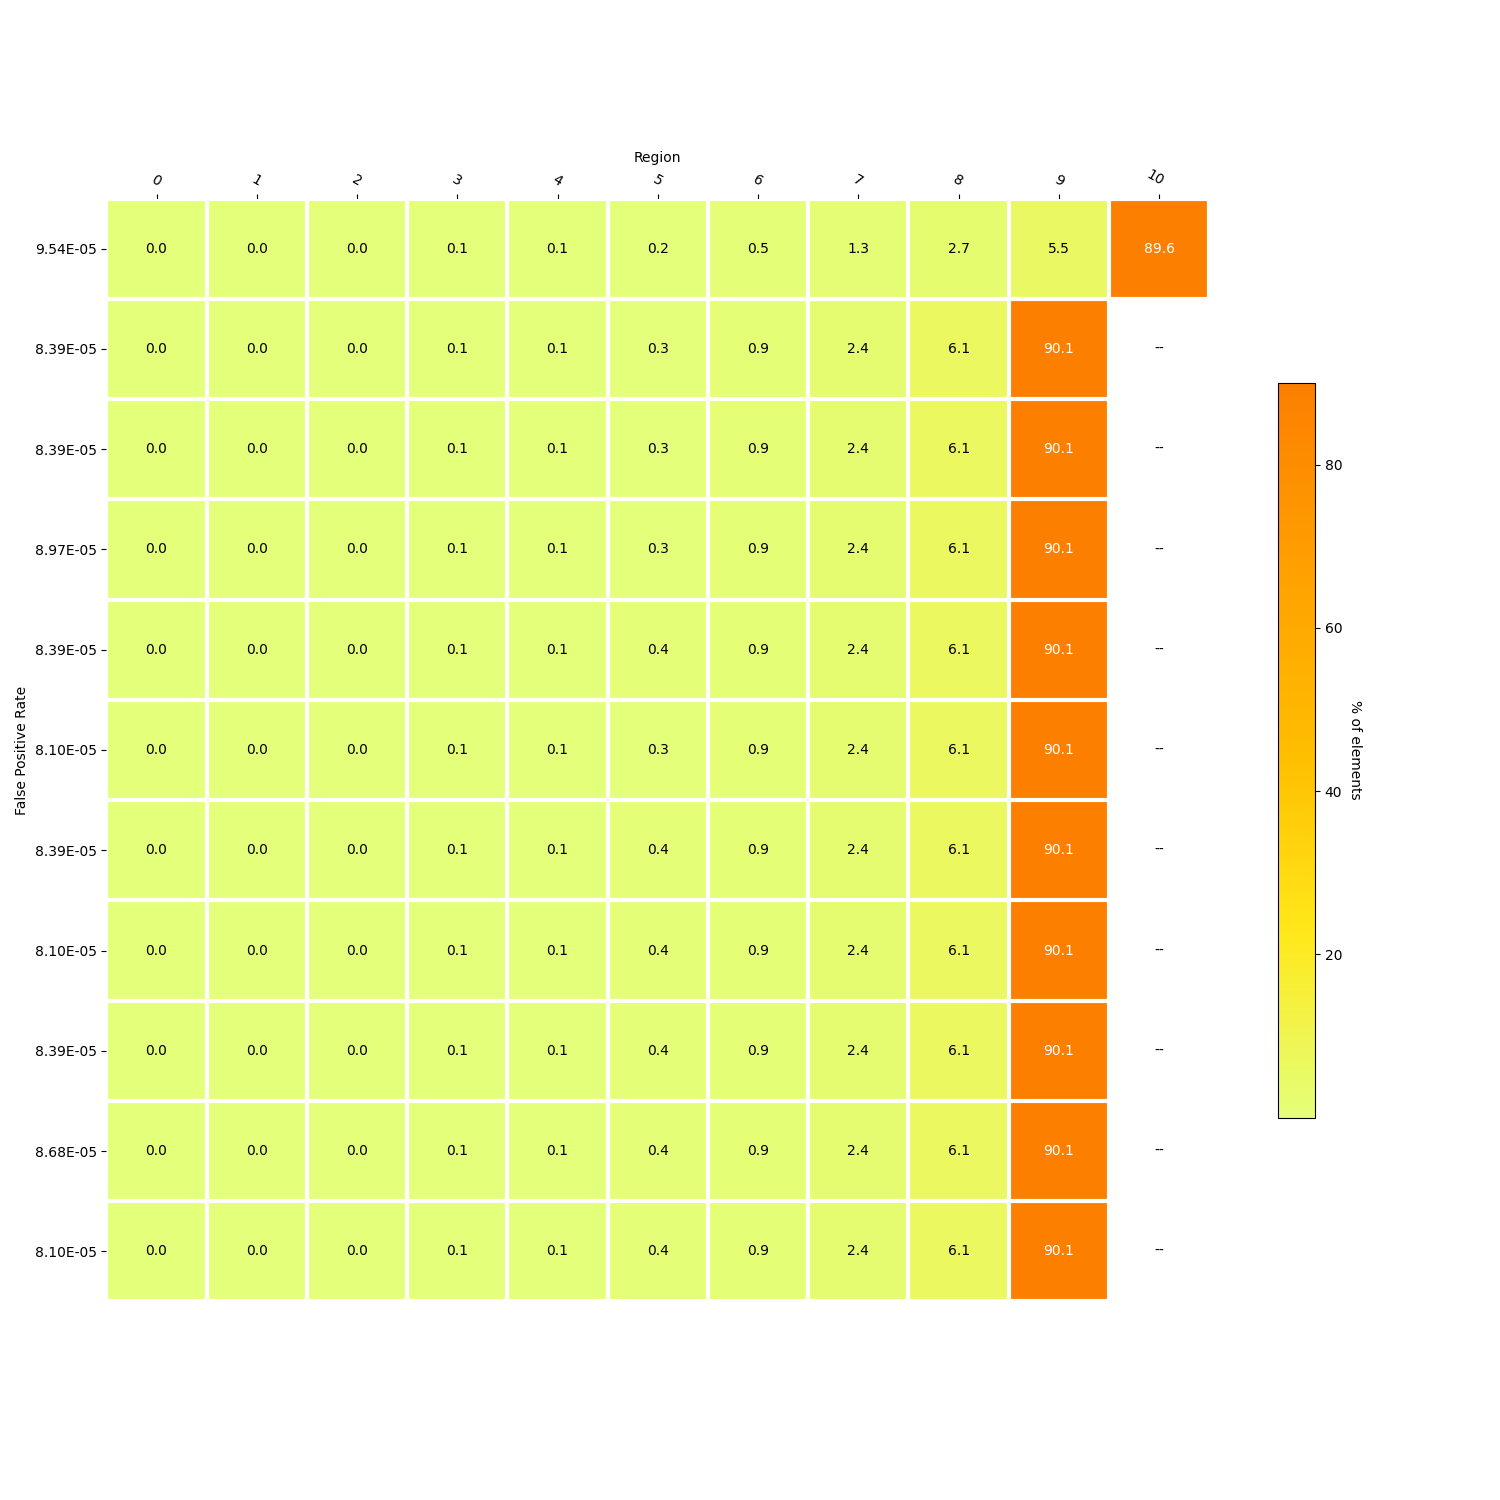 Region
0 1 2 3 4 5 6 7 8 9 10
9.54E-05 0.0 0.0 0.0 0.1 0.1 0.2 0.5 1.3 2.7 5.5 89.6
8.39E-05 0.0 0.0 0.0 0.1 0.1 0.3 0.9 2.4 6.1 90.1 --
8.39E-05 0.0 0.0 0.0 0.1 0.1 0.3 0.9 2.4 6.1 90.1 --
8.97E-05 0.0 0.0 0.0 0.1 0.1 0.3 0.9 2.4 6.1 90.1 --
8.39E-05 0.0 0.0 0.0 0.1 0.1 0.4 0.9 2.4 6.1 90.1 --
8.10E-05 0.0 0.0 0.0 0.1 0.1 0.3 0.9 2.4 6.1 90.1 --
8.39E-05 0.0 0.0 0.0 0.1 0.1 0.4 0.9 2.4 6.1 90.1 --
8.10E-05 0.0 0.0 0.0 0.1 0.1 0.4 0.9 2.4 6.1 90.1 --
8.39E-05 0.0 0.0 0.0 0.1 0.1 0.4 0.9 2.4 6.1 90.1 --
8.68E-05 0.0 0.0 0.0 0.1 0.1 0.4 0.9 2.4 6.1 90.1 --
8.10E-05 0.0 0.0 0.0 0.1 0.1 0.4 0.9 2.4 6.1 90.1 --
False Positive Rate
80
60
40
20
% of elements